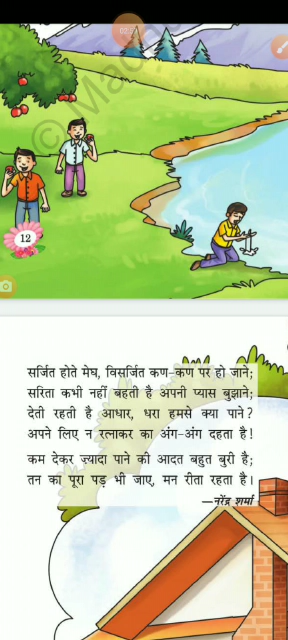 12
सर्जित होते मेघ, विसर्जित कण-कण पर हो जाने;
सरिता कभी नहीं बहती है अपनी प्यास बुझाने;
देती रहती है आधार, धरा हमसे क्या पाने?
अपने लिए न रत्नाकर का अंग-अंग दहता है!
कम देकर ज़्यादा पाने की आदत बहुत बुरी है;
तन का पूरा पड़ भी जाए, मन रीता रहता है।
—नरेंद्र शर्मा